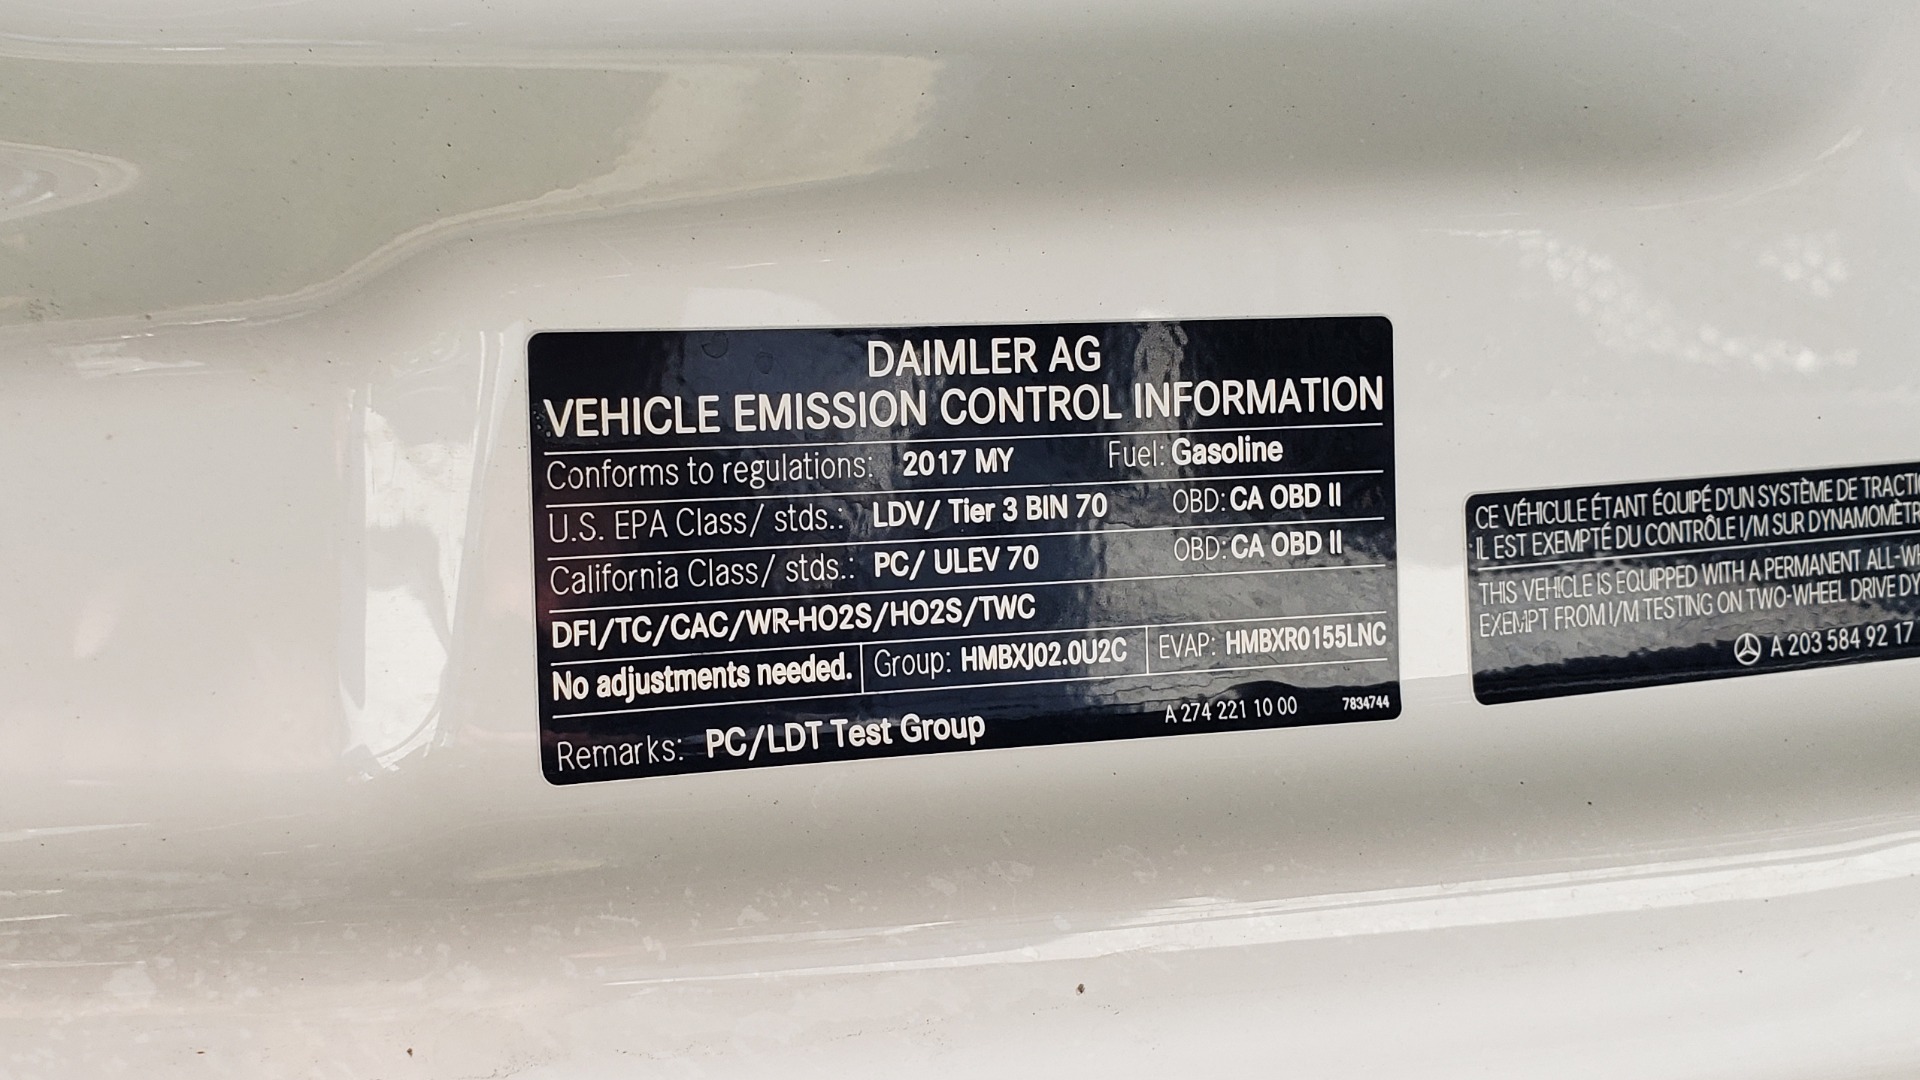 DAIMLER AG
VEHICLE EMISSION CONTROL INFORMATION
Conforms to regulations: 2017 MY Fuel: Gasoline
U.S. EPA Class/ stds.: LDV/ Tier 3 BIN 70 OBD: CA OBD II
California Class/ stds.: PC/ ULEV 70 OBD: CA OBD II
DFI/TC/CAC/WR-HO2S/HO2S/TWC
No adjustments needed. Group: HMBXJ02.0U2C EVAP: HMBXR0155LNC
Remarks: PC/LDT Test Group A 274 221 10 00 7834744
CE VÉHICULE ÉTANT ÉQUIPÉ D'UN SYSTÈME DE
IL EST EXEMPTÉ DU CONTRÔLE I/M SUR
THIS VEHICLE IS EQUIPPED WITH A PERMANENT
EXEMPT FROM I/M TESTING ON TWO-WHEEL DRIVE
A 203 584 92 17